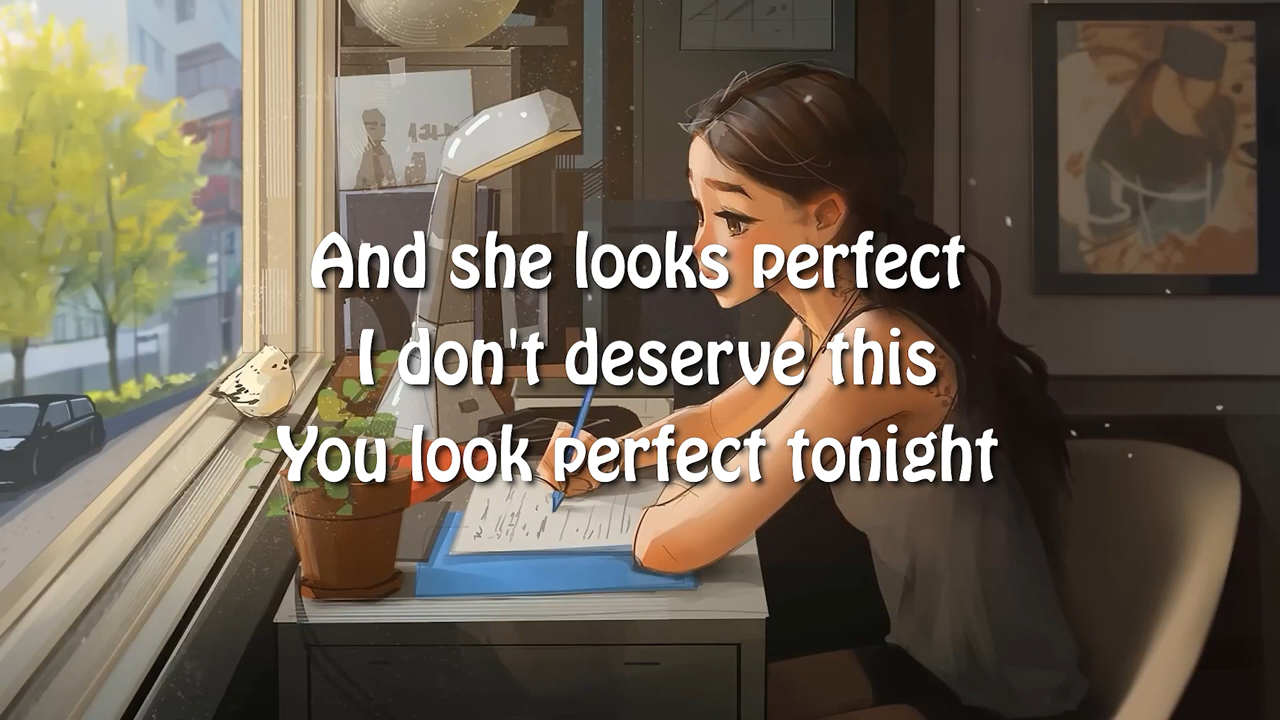 And she looks perfect
I don't deserve this
You look perfect tonight